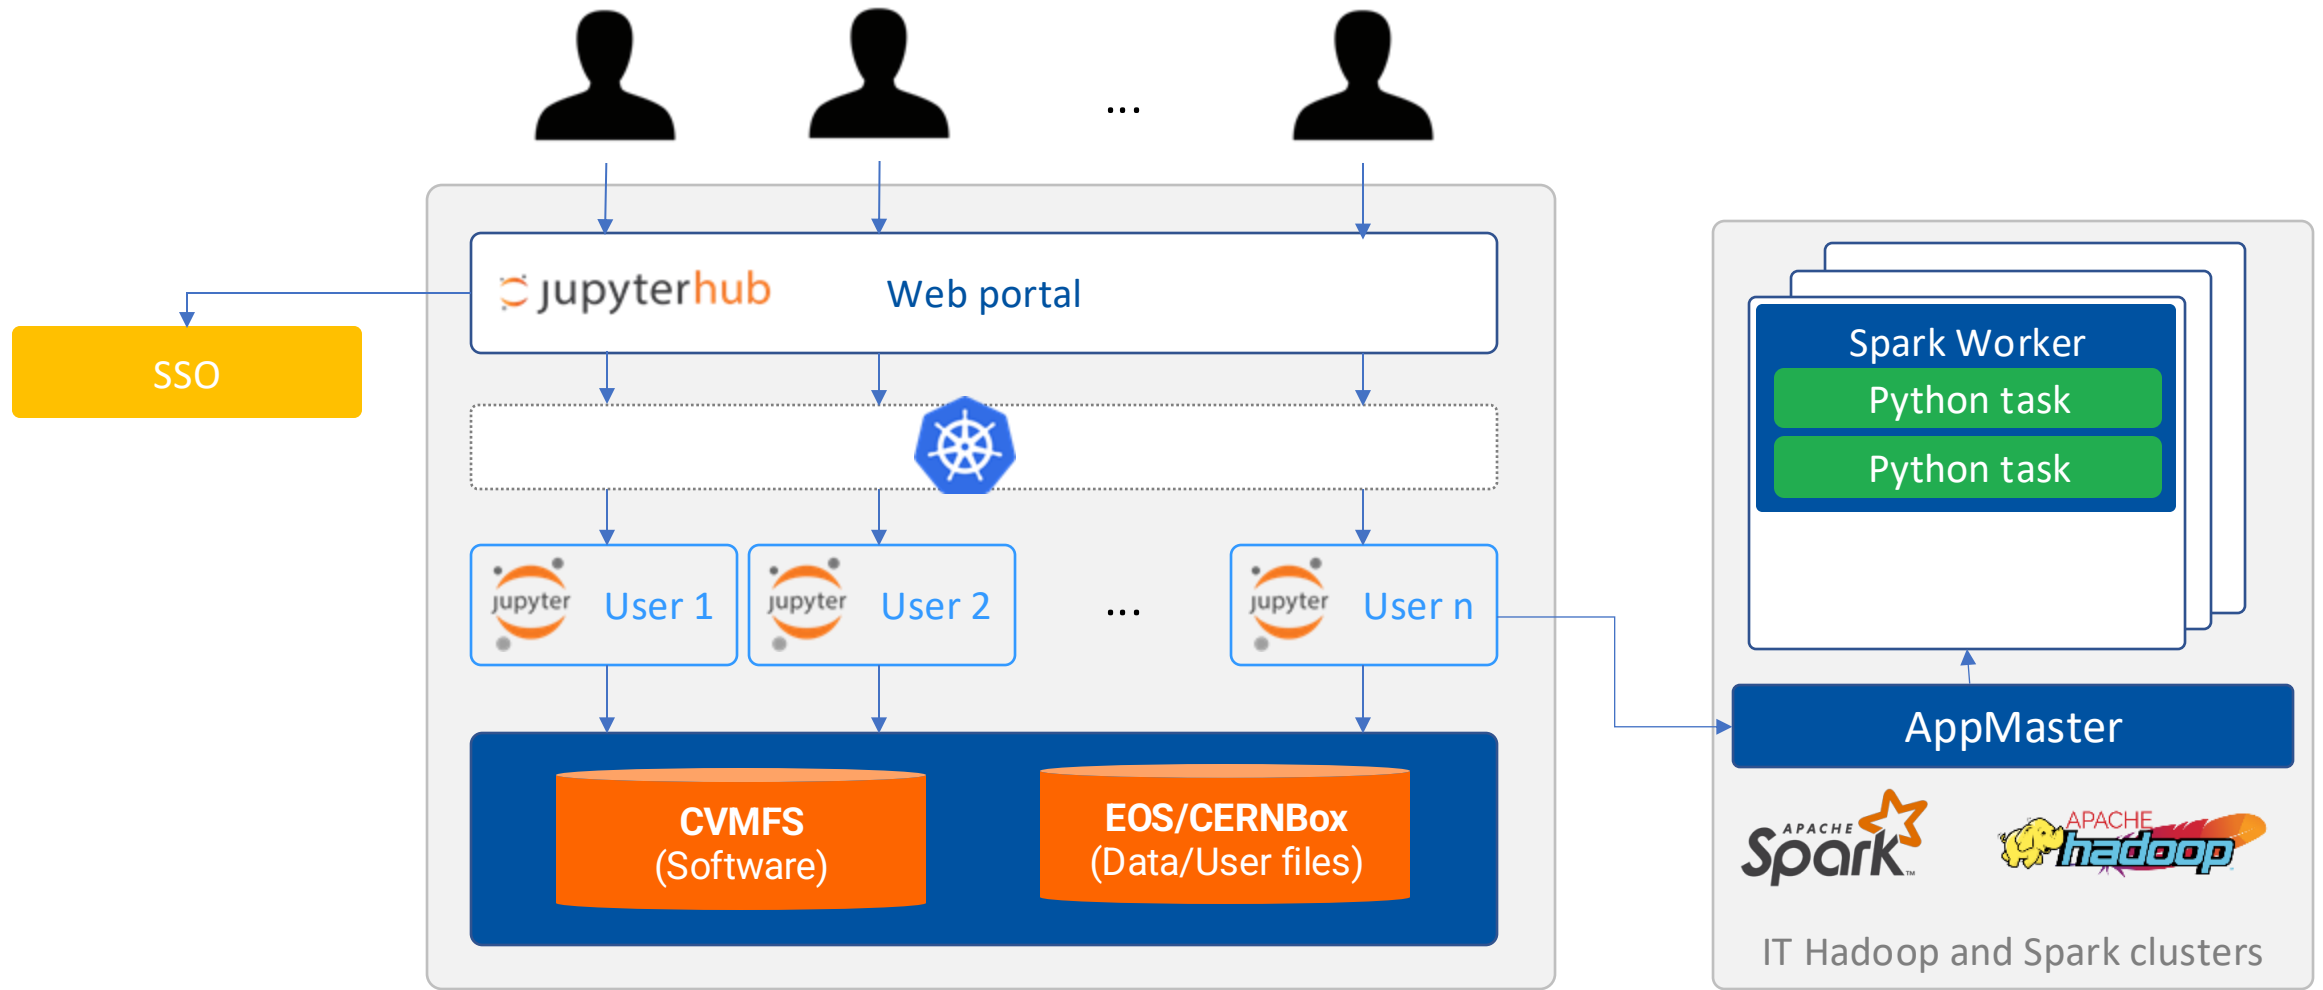 ...
jupyterhub
Web portal
SSO
jupyter
User 1
jupyter
User 2
...
jupyter
User n
CVMFS
(Software)
EOS/CERNBox
(Data/User files)
Spark Worker
Python task
Python task
AppMaster
APACHE
Spark™
APACHE
hadoop
IT Hadoop and Spark clusters